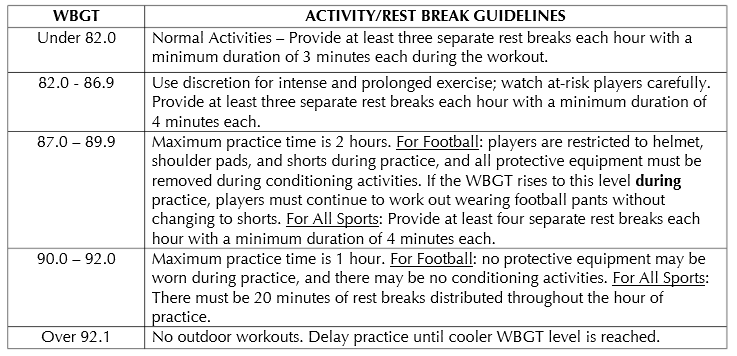 WBGT ACTIVITY/REST BREAK GUIDELINES
Under 82.0 Normal Activities – Provide at least three separate rest breaks each hour with a
minimum duration of 3 minutes each during the workout.
82.0 - 86.9 Use discretion for intense and prolonged exercise; watch at-risk players carefully.
Provide at least three separate rest breaks each hour with a minimum duration of
4 minutes each.
87.0 – 89.9 Maximum practice time is 2 hours. For Football: players are restricted to helmet,
shoulder pads, and shorts during practice, and all protective equipment must be
removed during conditioning activities. If the WBGT rises to this level during
practice, players must continue to work out wearing football pants without
changing to shorts. For All Sports: Provide at least four separate rest breaks each
hour with a minimum duration of 4 minutes each.
90.0 – 92.0 Maximum practice time is 1 hour. For Football: no protective equipment may be
worn during practice, and there may be no conditioning activities. For All Sports:
There must be 20 minutes of rest breaks distributed throughout the hour of
practice.
Over 92.1 No outdoor workouts. Delay practice until cooler WBGT level is reached.